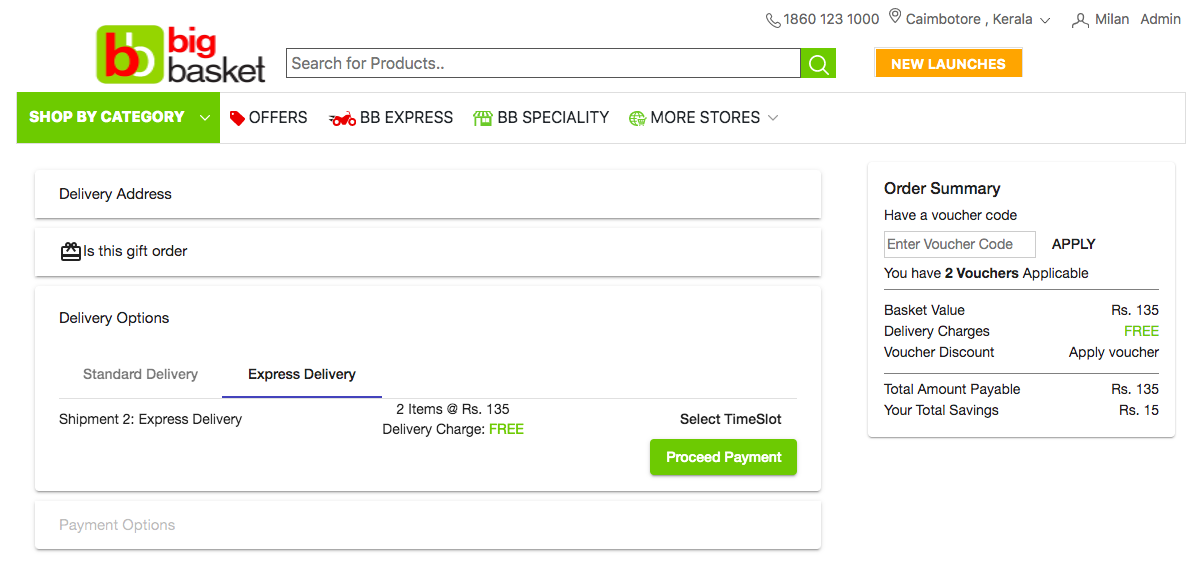 1860 123 1000 Caimbotore , Kerala Milan Admin
bb big
basket
Search for Products..
NEW LAUNCHES
SHOP BY CATEGORY OFFERS BB EXPRESS BB SPECIALITY MORE STORES
Delivery Address
Is this gift order
Delivery Options
Standard Delivery Express Delivery
Shipment 2: Express Delivery
2 Items @ Rs. 135
Delivery Charge: FREE
Select TimeSlot
Proceed Payment
Payment Options
Order Summary
Have a voucher code
Enter Voucher Code APPLY
You have 2 Vouchers Applicable
Basket Value Rs. 135
Delivery Charges FREE
Voucher Discount Apply voucher
Total Amount Payable Rs. 135
Your Total Savings Rs. 15